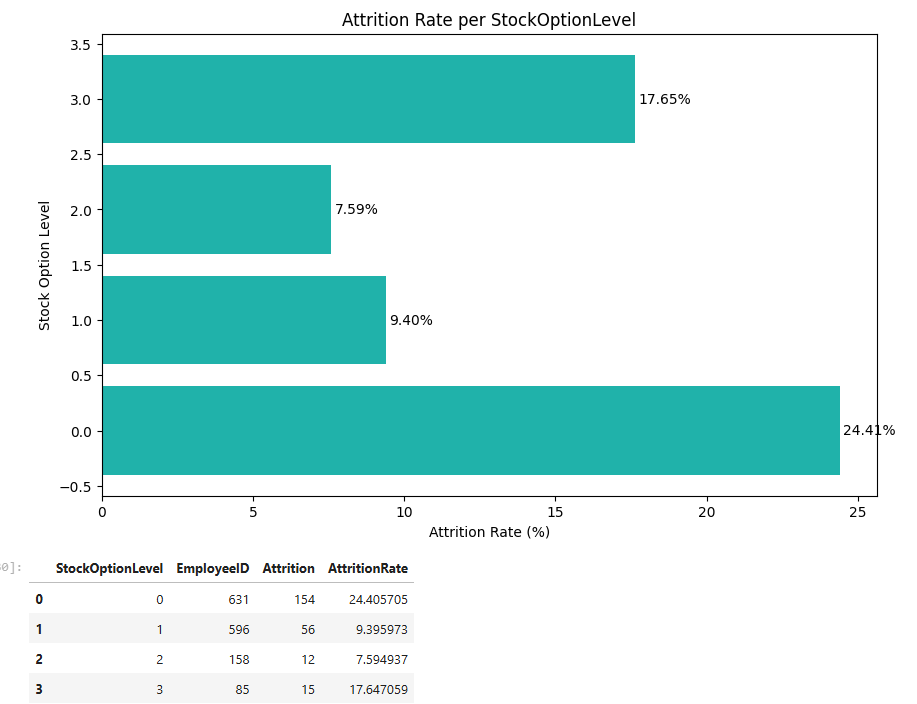 Attrition Rate per StockOptionLevel
3.5
3.0
17.65%
2.5
2.0
7.59%
1.5
1.0
9.40%
0.5
0.0
24.41%
−0.5
Stock Option Level
0 5 10 15 20 25
Attrition Rate (%)
0]:
StockOptionLevel EmployeeID Attrition AttritionRate
0 0 631 154 24.405705
1 1 596 56 9.395973
2 2 158 12 7.594937
3 3 85 15 17.647059